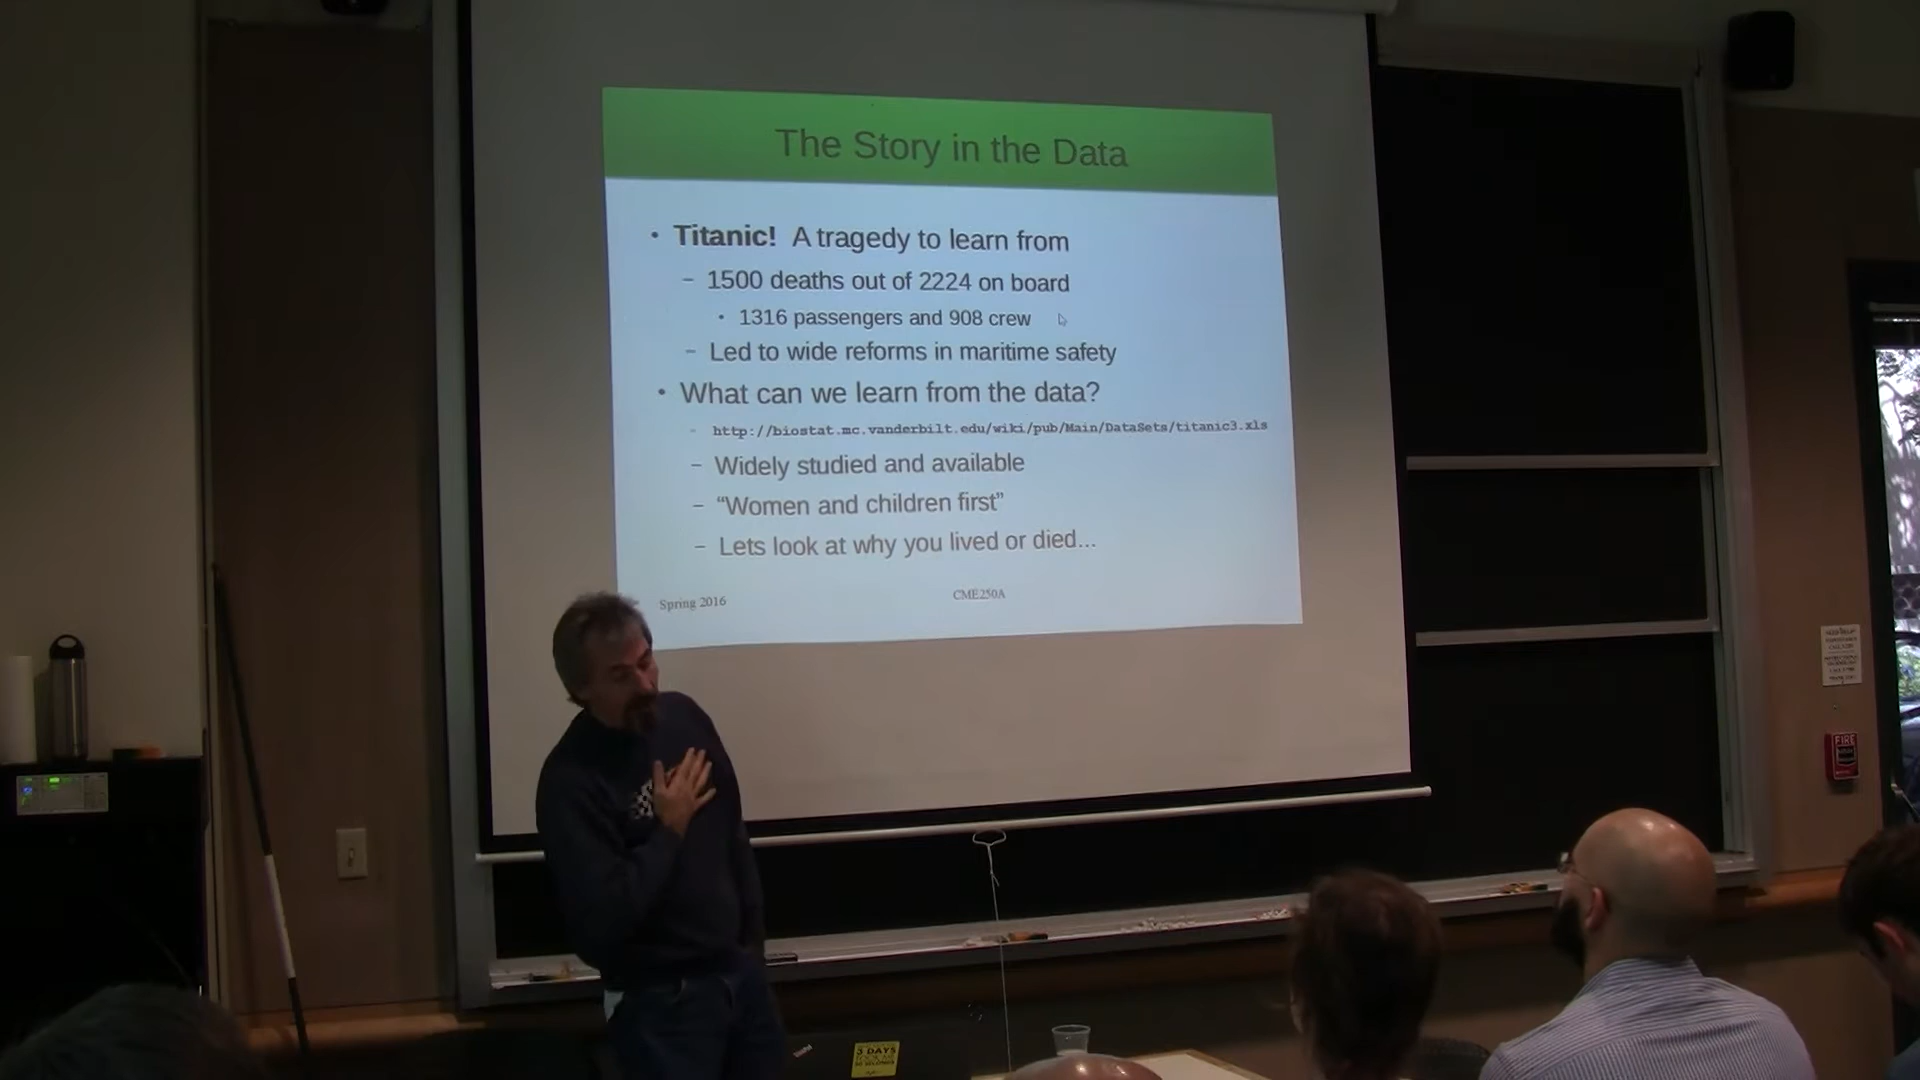 The Story in the Data
• Titanic! A tragedy to learn from
– 1500 deaths out of 2224 on board
• 1316 passengers and 908 crew
– Led to wide reforms in maritime safety
• What can we learn from the data?
– http://biostat.mc.vanderbilt.edu/wiki/pub/Main/DataSets/titanic3.xls
– Widely studied and available
– “Women and children first”
– Lets look at why you lived or died...
Spring 2016
CME250A
FIRE
3 DAYS